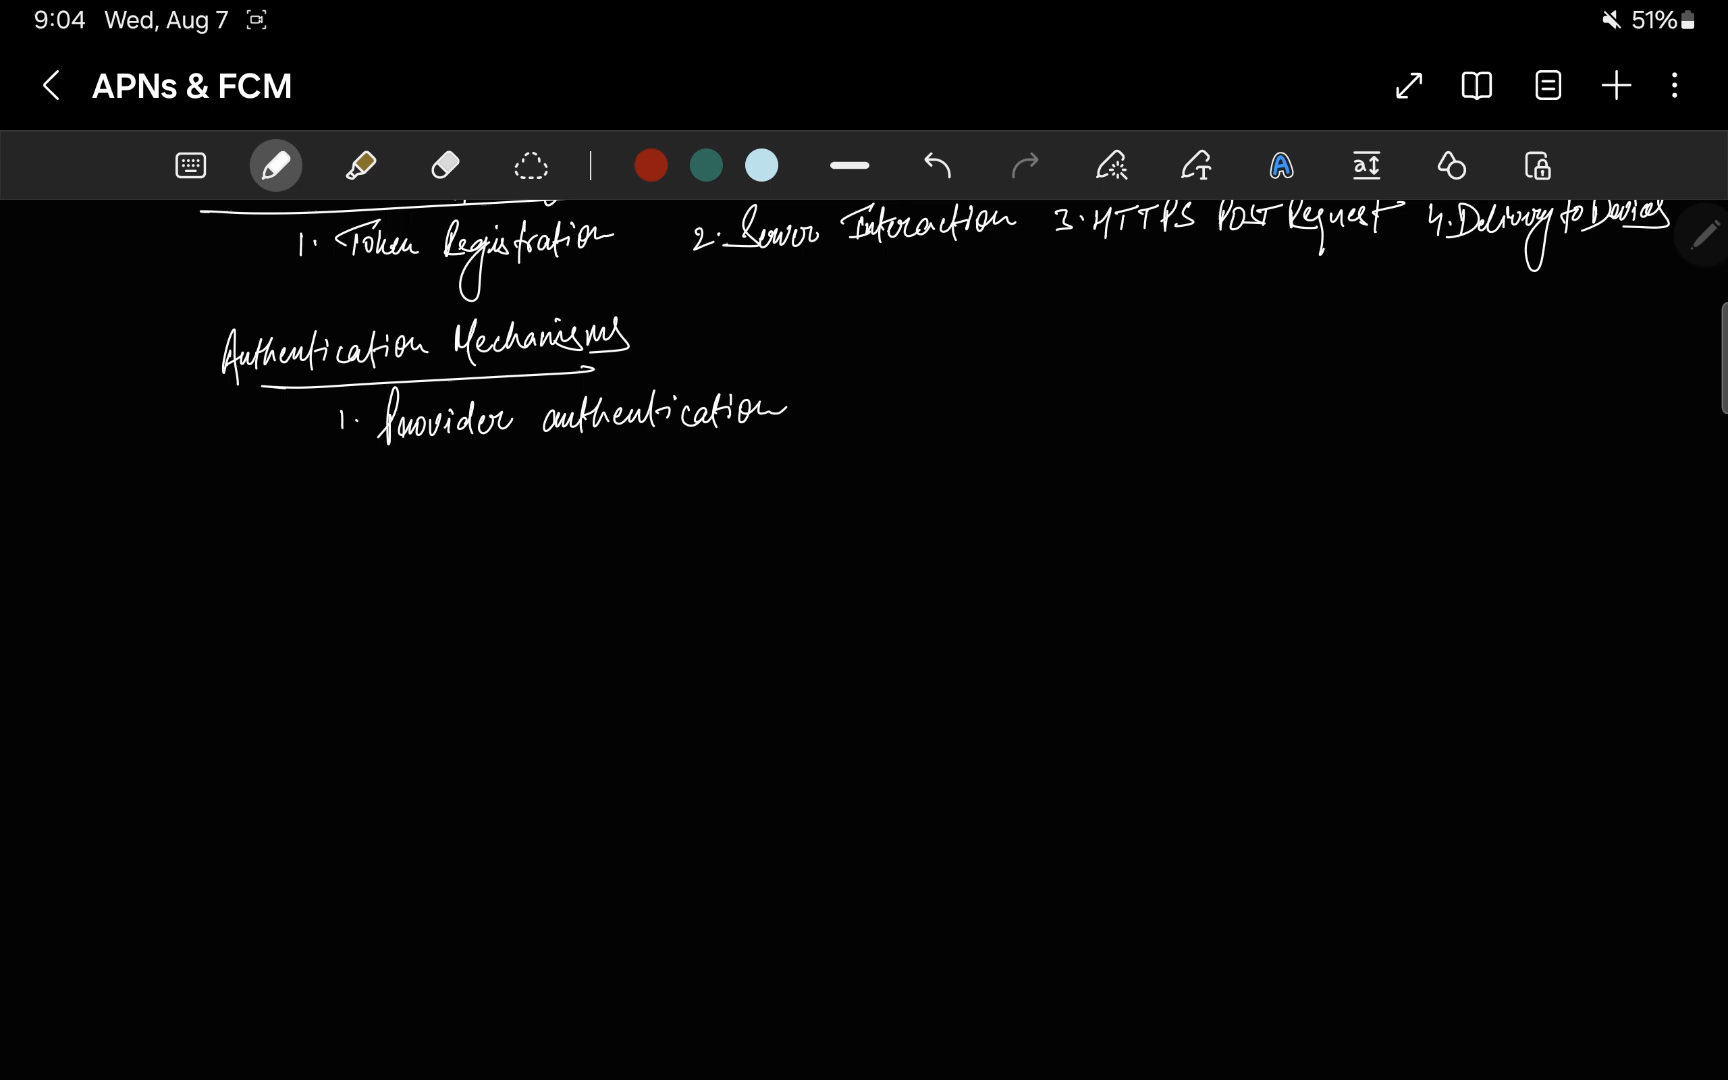 9:04 Wed, Aug 7 51%
APNs & FCM
1. Token Registration 2. Server Interaction 3. HTTPS POST Request 4. Delivery to Devices
Authentication Mechanisms
1. Provider authentication